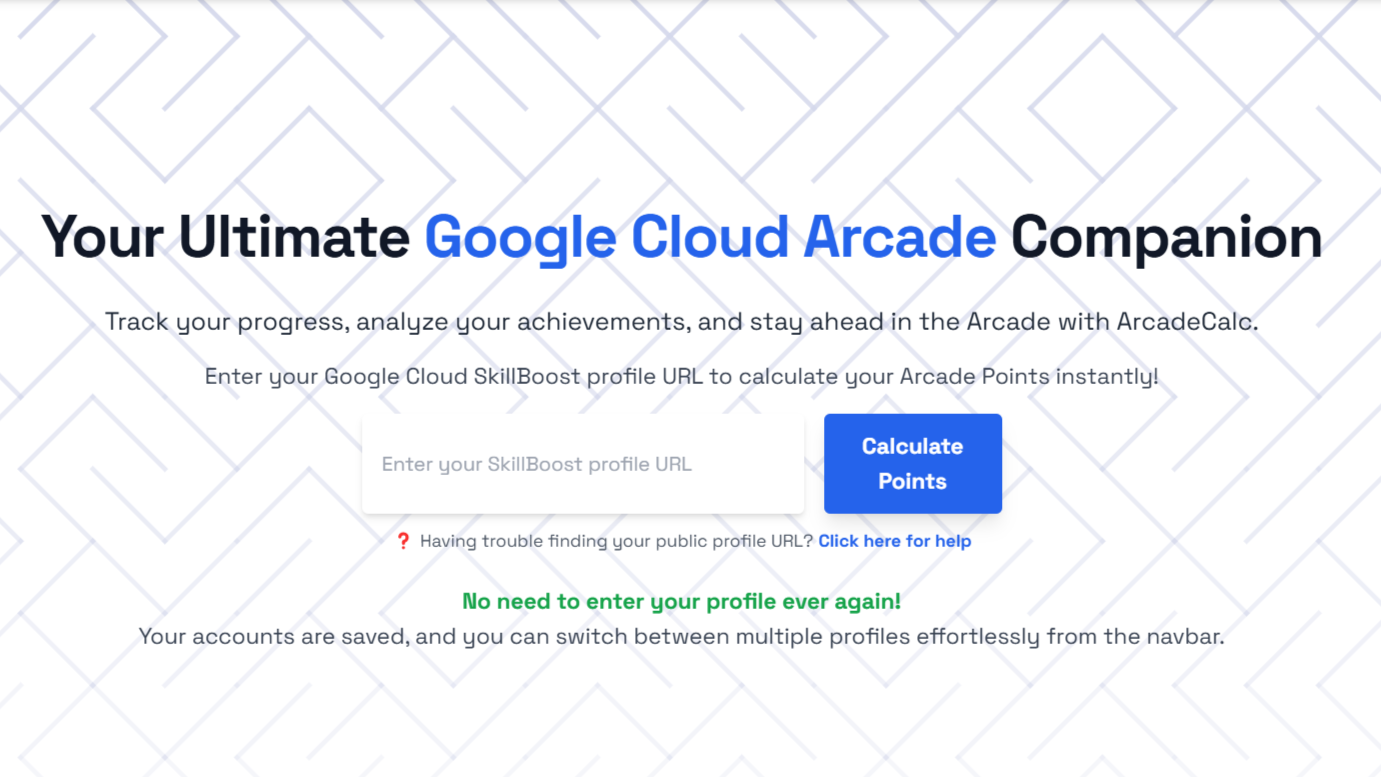 Your Ultimate Google Cloud Arcade Companion
Track your progress, analyze your achievements, and stay ahead in the Arcade with ArcadeCalc.
Enter your Google Cloud SkillBoost profile URL to calculate your Arcade Points instantly!
Enter your SkillBoost profile URL
Calculate
Points
❓ Having trouble finding your public profile URL? Click here for help
No need to enter your profile ever again!
Your accounts are saved, and you can switch between multiple profiles effortlessly from the navbar.